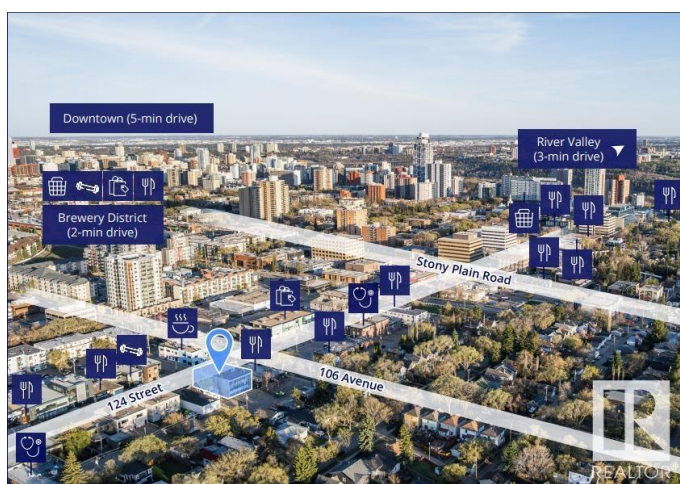 Downtown (5-min drive)
River Valley
(3-min drive)
Brewery District
(2-min drive)
Stony Plain Road
106 Avenue
124 Street
R
REALTOR